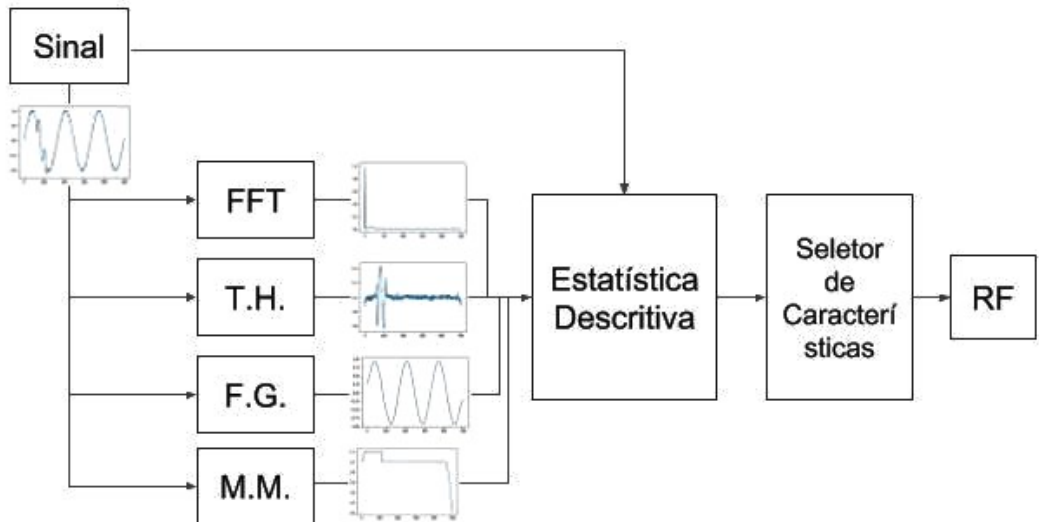 Sinal
FFT
T.H.
F.G.
M.M.
Estatística
Descritiva
Seletor
de
Caracterí
sticas
RF